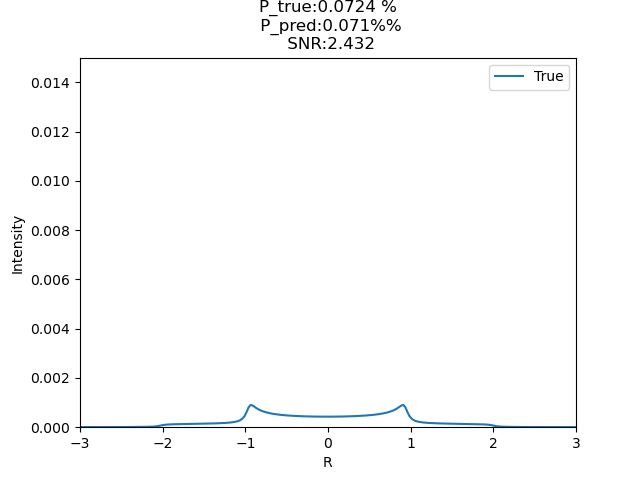 P_true:0.0724 %
P_pred:0.071%%
SNR:2.432
True
0.014
0.012
0.010
0.008
0.006
0.004
0.002
0.000
Intensity
−3
−2
−1
0
1
2
3
R